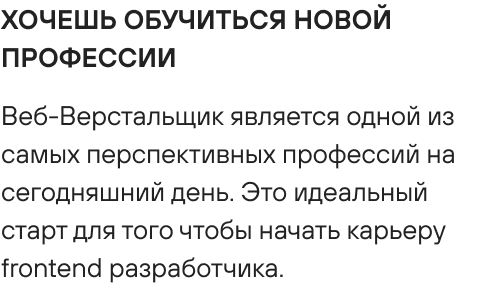 ХОЧЕШЬ ОБУЧИТЬСЯ НОВОЙ
ПРОФЕССИИ
Веб-Верстальщик является одной из
самых перспективных профессий на
сегодняшний день. Это идеальный
старт для того чтобы начать карьеру
frontend разработчика.